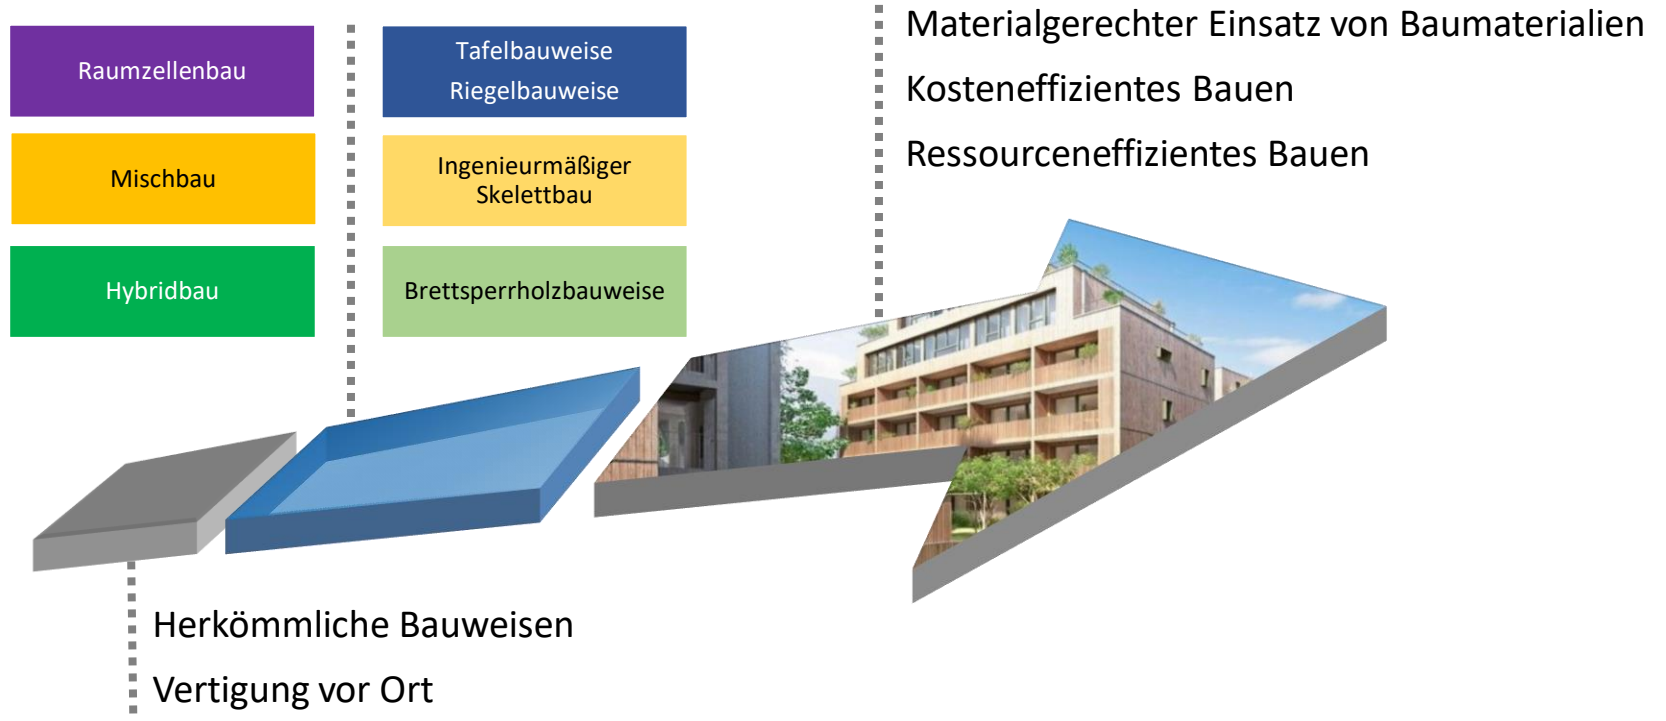 Raumzellenbau
Mischbau
Hybridbau
Tafelbauweise
Riegelbauweise
Ingenieurmäßiger
Skelettbau
Brettsperrholzbauweise
Materialgerechter Einsatz von Baumaterialien
Kosteneffizientes Bauen
Ressourceneffizientes Bauen
Herkömmliche Bauweisen
Vertigung vor Ort